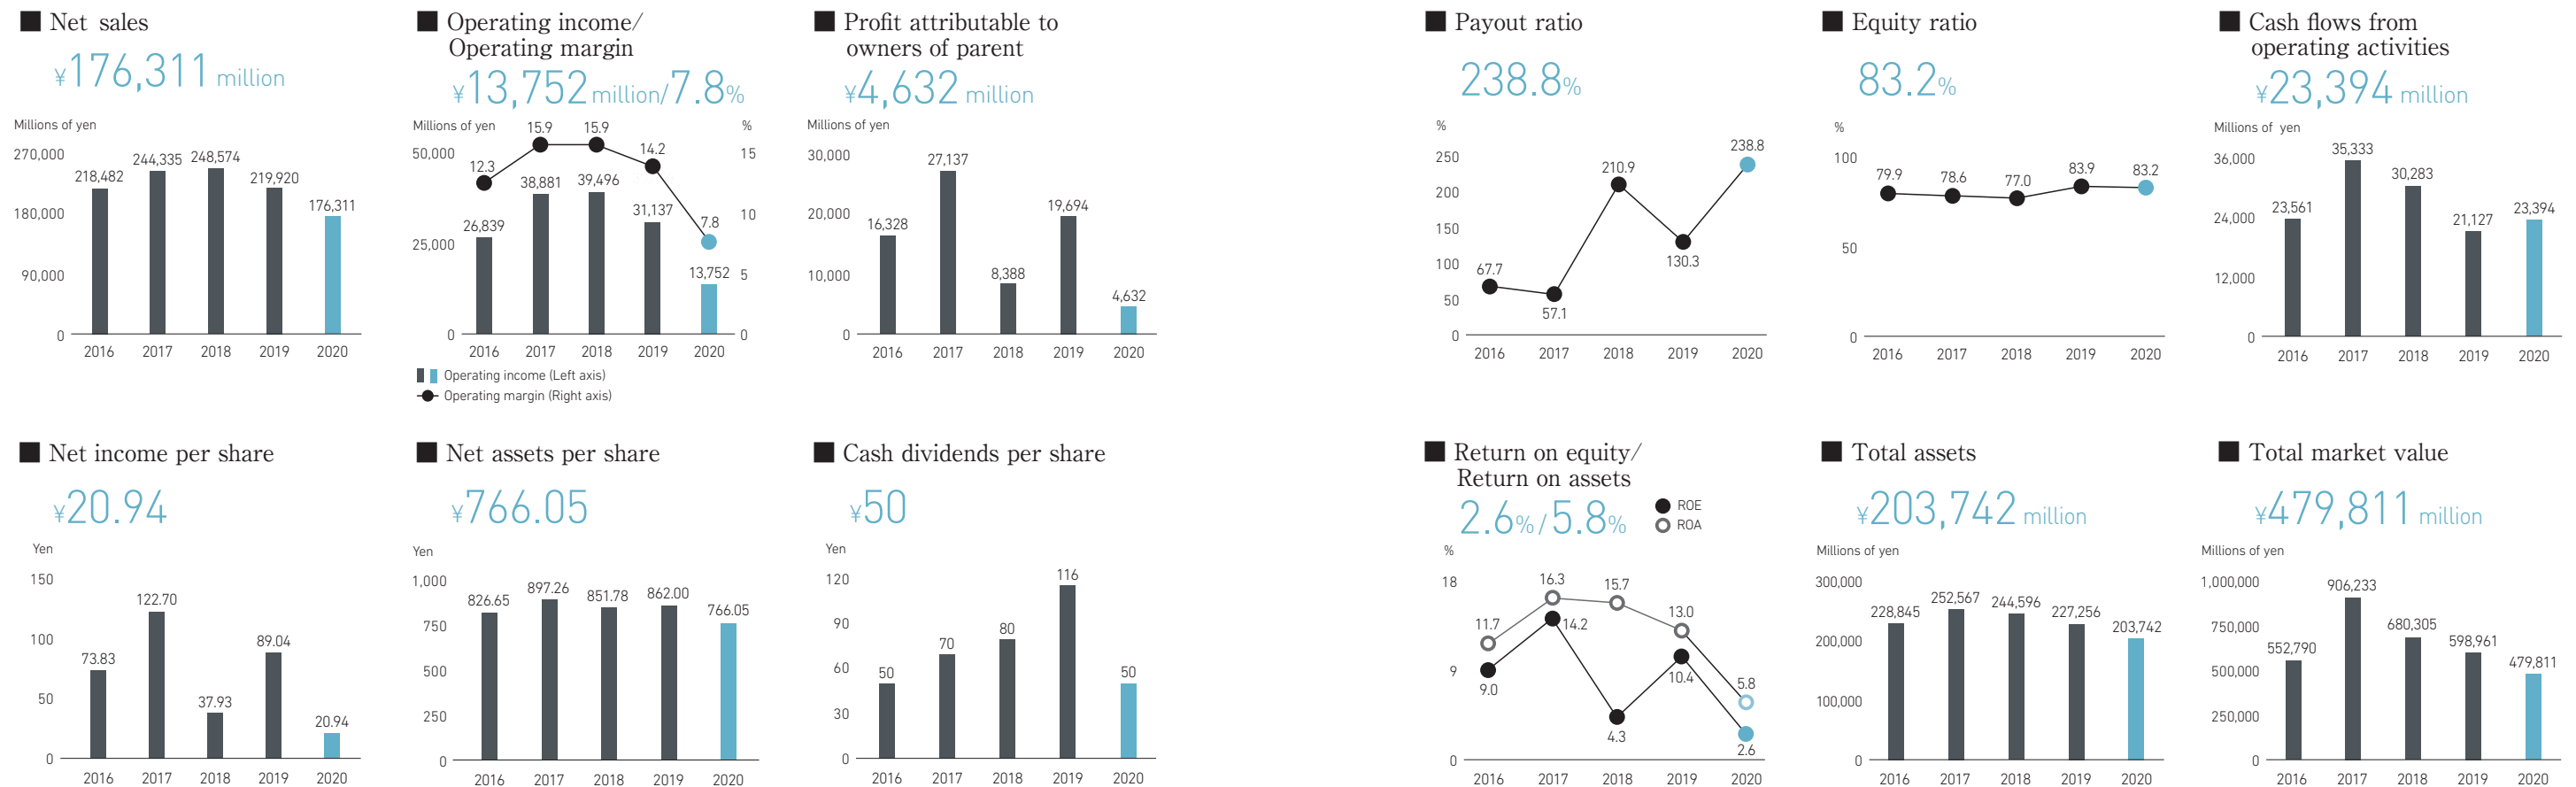 Net sales
¥176,311 million
Millions of yen
270,000
180,000
90,000
0
218,482
244,335
248,574
219,920
176,311
2016 2017 2018 2019 2020
Operating income/
Operating margin
¥13,752 million/7.8%
Millions of yen
%
50,000
25,000
0
15
10
5
0
12.3
15.9
15.9
14.2
7.8
26,839
38,881
39,496
31,137
13,752
2016 2017 2018 2019 2020
Operating income (Left axis)
Operating margin (Right axis)
Profit attributable to
owners of parent
¥4,632 million
Millions of yen
30,000
20,000
10,000
0
16,328
27,137
8,388
19,694
4,632
2016 2017 2018 2019 2020
Payout ratio
238.8%
%
250
200
150
100
50
0
67.7
57.1
210.9
130.3
238.8
2016 2017 2018 2019 2020
Equity ratio
83.2%
%
100
50
0
79.9
78.6
77.0
83.9
83.2
2016 2017 2018 2019 2020
Cash flows from
operating activities
¥23,394 million
Millions of yen
36,000
24,000
12,000
0
23,561
35,333
30,283
21,127
23,394
2016 2017 2018 2019 2020
Net income per share
¥20.94
Yen
150
100
50
0
73.83
122.70
37.93
89.04
20.94
2016 2017 2018 2019 2020
Net assets per share
¥766.05
Yen
1,000
750
500
250
0
826.65
897.26
851.78
862.00
766.05
2016 2017 2018 2019 2020
Cash dividends per share
¥50
Yen
120
90
60
30
0
50
70
80
116
50
2016 2017 2018 2019 2020
Return on equity/
Return on assets
2.6%/5.8%
ROE
ROA
%
18
9
0
11.7
16.3
15.7
13.0
5.8
9.0
14.2
4.3
10.4
2.6
2016 2017 2018 2019 2020
Total assets
¥203,742 million
Millions of yen
300,000
200,000
100,000
0
228,845
252,567
244,596
227,256
203,742
2016 2017 2018 2019 2020
Total market value
¥479,811 million
Millions of yen
1,000,000
750,000
500,000
250,000
0
552,790
906,233
680,305
598,961
479,811
2016 2017 2018 2019 2020